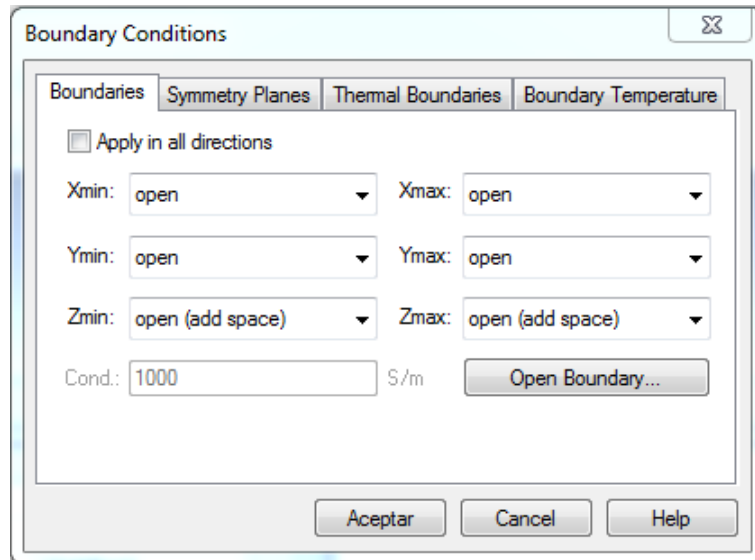 Boundary Conditions
Boundaries Symmetry Planes Thermal Boundaries Boundary Temperature
Apply in all directions
Xmin: open Xmax: open
Ymin: open Ymax: open
Zmin: open (add space) Zmax: open (add space)
Cond.: 1000 S/m Open Boundary...
Aceptar Cancel Help